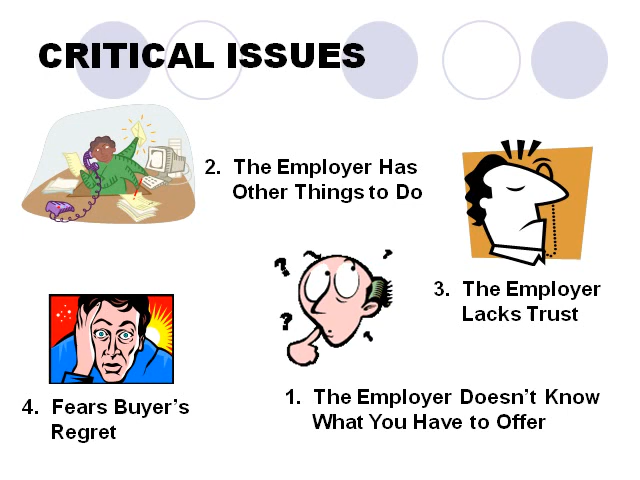 CRITICAL ISSUES
2. The Employer Has
Other Things to Do
3. The Employer
Lacks Trust
1. The Employer Doesn’t Know
What You Have to Offer
4. Fears Buyer’s
Regret